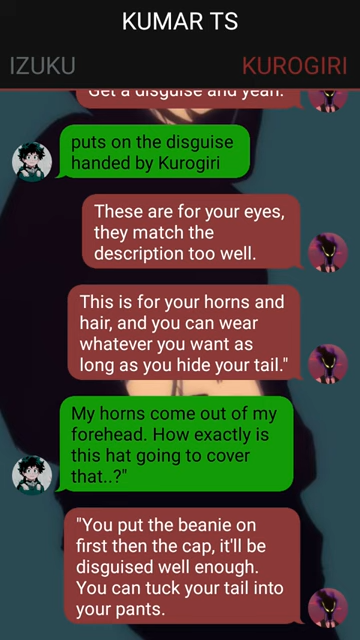 KUMAR TS
IZUKU
KUROGIRI
Get a disguise and yeah.
puts on the disguise
handed by Kurogiri
These are for your eyes,
they match the
description too well.
This is for your horns and
hair, and you can wear
whatever you want as
long as you hide your tail."
My horns come out of my
forehead. How exactly is
this hat going to cover
that..?"
"You put the beanie on
first then the cap, it'll be
disguised well enough.
You can tuck your tail into
your pants.